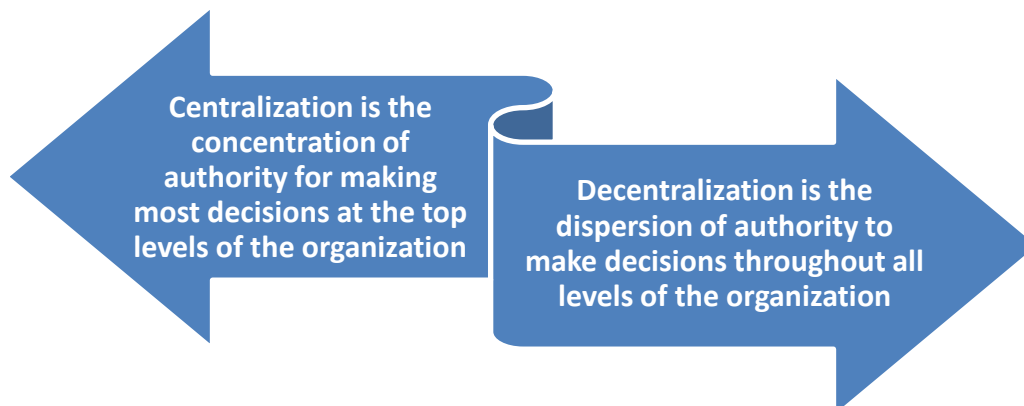 Centralization is the
concentration of
authority for making
most decisions at the top
levels of the organization
Decentralization is the
dispersion of authority to
make decisions throughout all
levels of the organization